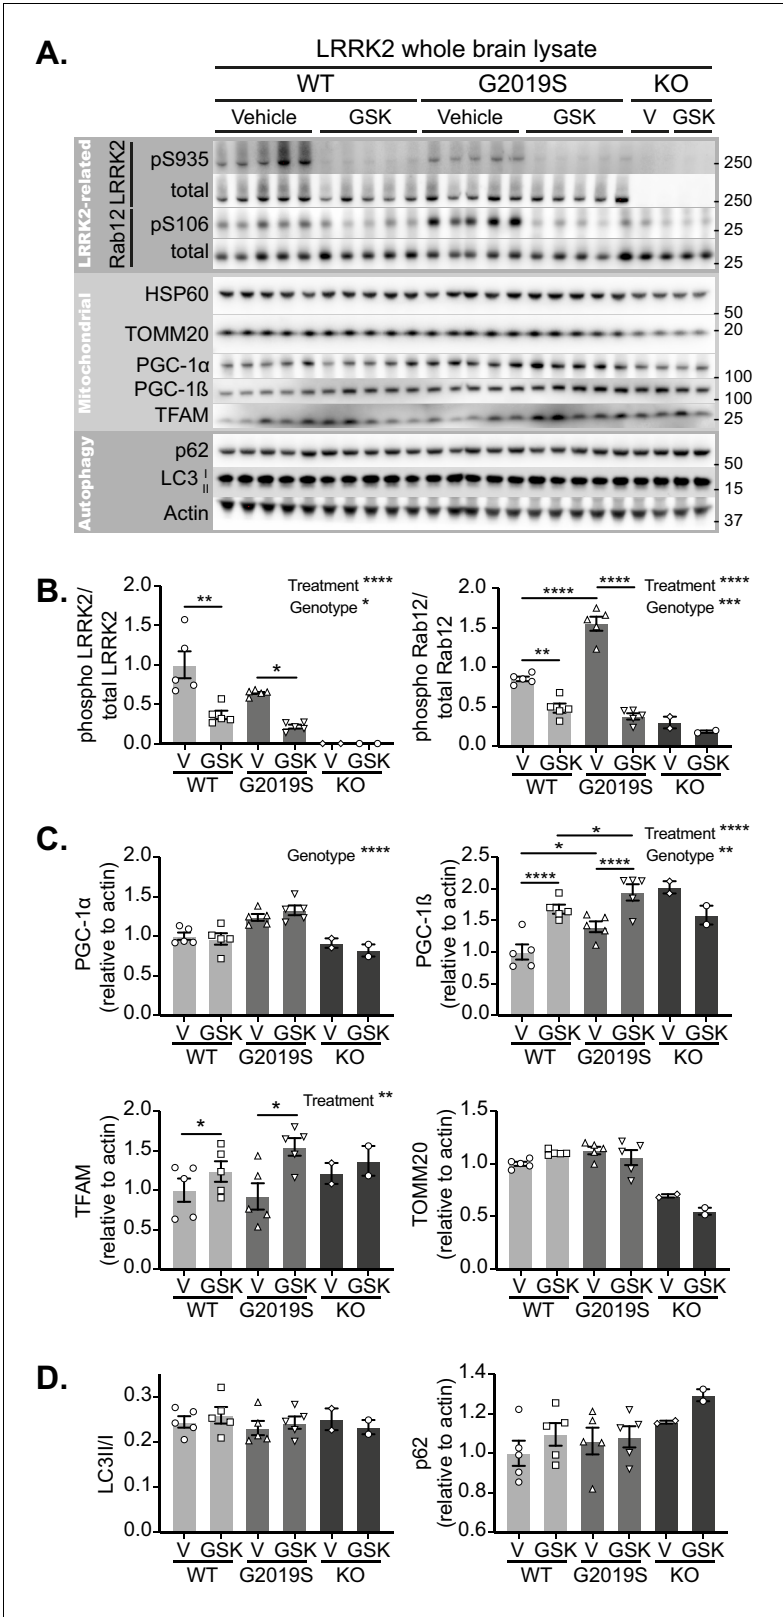 A.
LRRK2 whole brain lysate
WT G2019S KO
Vehicle GSK Vehicle GSK V GSK
LRRK2-related
LRRK2
pS935 250
total 250
Rab12
pS106 25
total 25
Mitochondrial
HSP60 50
TOMM20 20
PGC-1α 100
PGC-1ß 100
TFAM 25
Autophagy
p62 50
LC3 I II 15
Actin 37
B.
phospho LRRK2/
total LRRK2
2.0
1.5
1.0
0.5
0.0
Treatment ****
Genotype *
** *
V GSK V GSK V GSK
WT G2019S KO
phospho Rab12/
total Rab12
2.0
1.5
1.0
0.5
0
Treatment ****
Genotype ***
**** ****
**
V GSK V GSK V GSK
WT G2019S KO
C.
PGC-1α
(relative to actin)
2.0
1.5
1.0
0.5
0.0
Genotype ****
V GSK V GSK V GSK
WT G2019S KO
PGC-1ß
(relative to actin)
2.5
2.0
1.5
1.0
0.5
0.0
Treatment ****
Genotype **
*
*
**** ****
V GSK V GSK V GSK
WT G2019S KO
TFAM
(relative to actin)
2.0
1.5
1.0
0.5
0.0
Treatment **
* *
V GSK V GSK V GSK
WT G2019S KO
TOMM20
(relative to actin)
1.5
1.0
0.5
0.0
V GSK V GSK V GSK
WT G2019S KO
D.
LC3II/I
0.3
0.2
0.1
0.0
V GSK V GSK V GSK
WT G2019S KO
p62
(relative to actin)
1.4
1.2
1.0
0.8
0.6
V GSK V GSK V GSK
WT G2019S KO